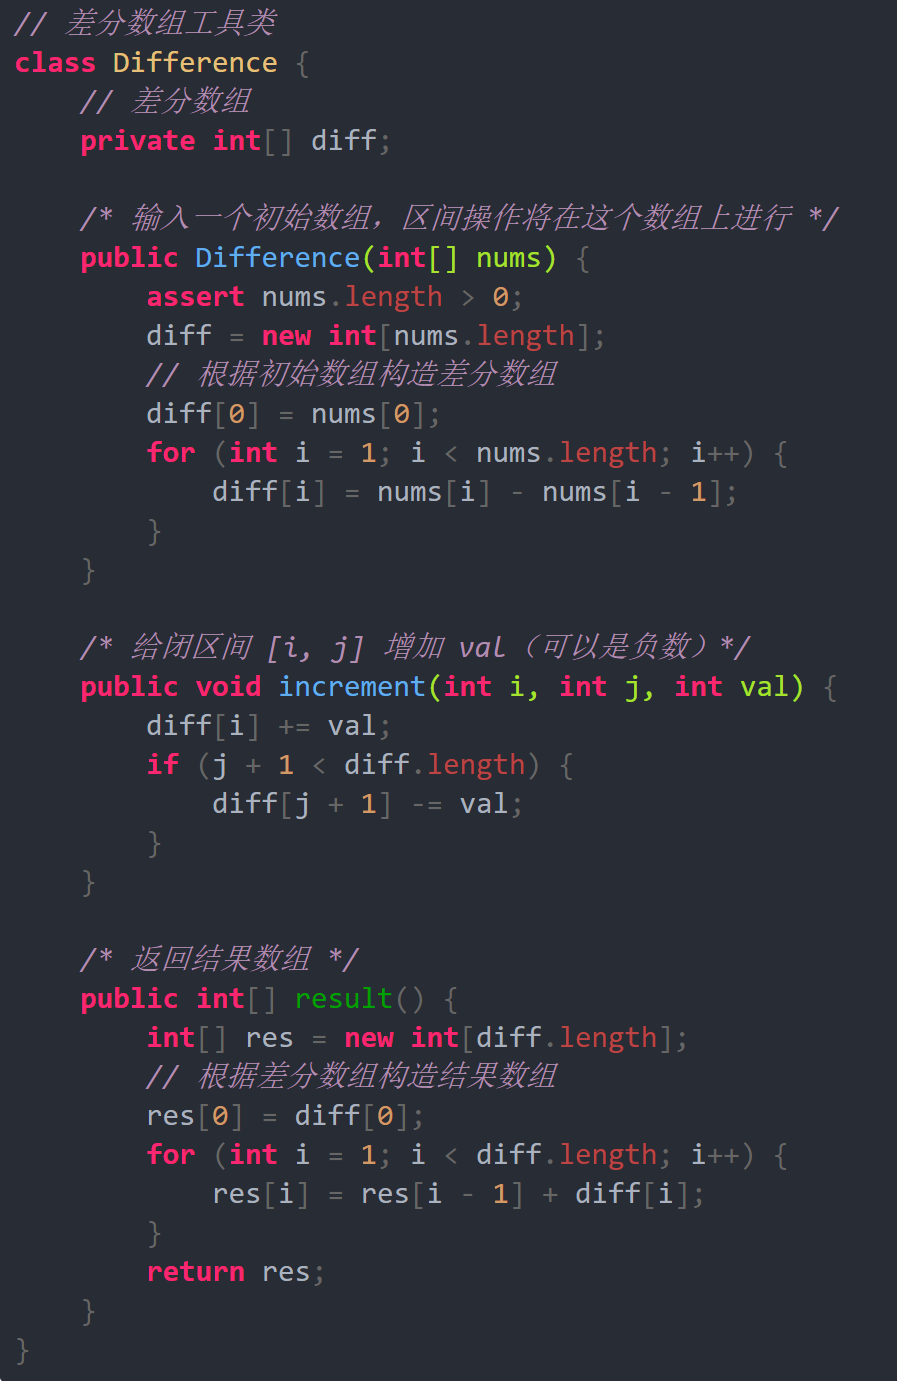 // 差分数组工具类
class Difference {
    // 差分数组
    private int[] diff;

    /* 输入一个初始数组，区间操作将在这个数组上进行 */
    public Difference(int[] nums) {
        assert nums.length > 0;
        diff = new int[nums.length];
        // 根据初始数组构造差分数组
        diff[0] = nums[0];
        for (int i = 1; i < nums.length; i++) {
            diff[i] = nums[i] - nums[i - 1];
        }
    }

    /* 给闭区间 [i, j] 增加 val（可以是负数）*/
    public void increment(int i, int j, int val) {
        diff[i] += val;
        if (j + 1 < diff.length) {
            diff[j + 1] -= val;
        }
    }

    /* 返回结果数组 */
    public int[] result() {
        int[] res = new int[diff.length];
        // 根据差分数组构造结果数组
        res[0] = diff[0];
        for (int i = 1; i < diff.length; i++) {
            res[i] = res[i - 1] + diff[i];
        }
        return res;
    }
}